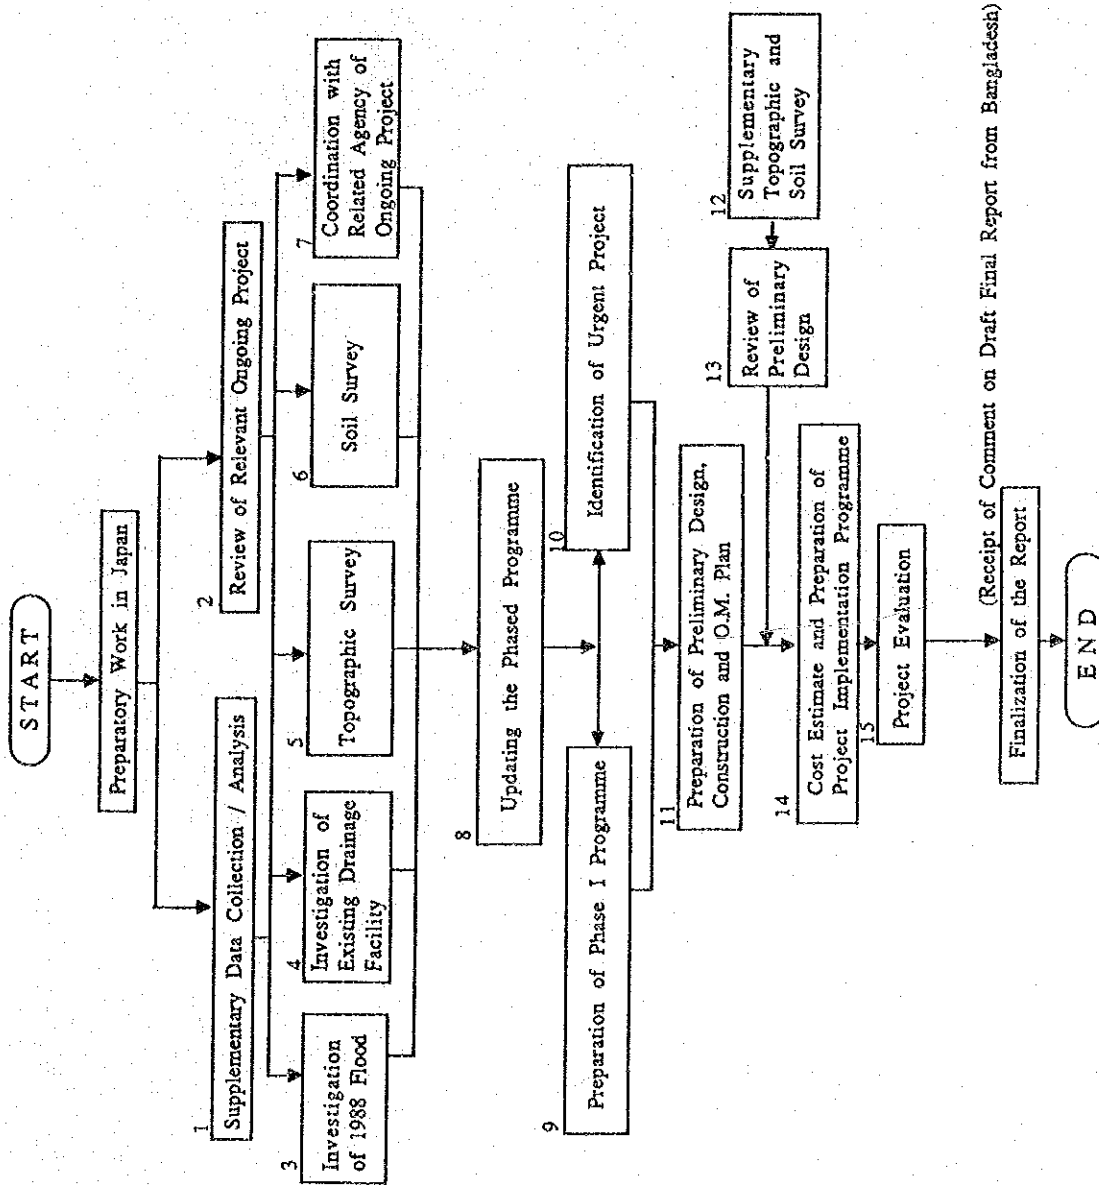 START
Preparatory Work in Japan
1
Supplementary Data Collection / Analysis
2
Review of Relevant Ongoing Project
3
Investigation
of 1988 Flood
4
Investigation of
Existing Drainage
Facility
5
Topographic Survey
6
Soil Survey
7
Coordination with
Related Agency of
Ongoing Project
8
Updating the Phased Programme
9
Preparation of Phase I Programme
10
Identification of Urgent Project
11
Preparation of Preliminary Design,
Construction and O.M. Plan
12
Supplementary
Topographic and
Soil Survey
13
Review of
Preliminary
Design
14
Cost Estimate and Preparation of
Project Implementation Programme
15
Project Evaluation
(Receipt of Comment on Draft Final Report from Bangladesh)
Finalization of the Report
END